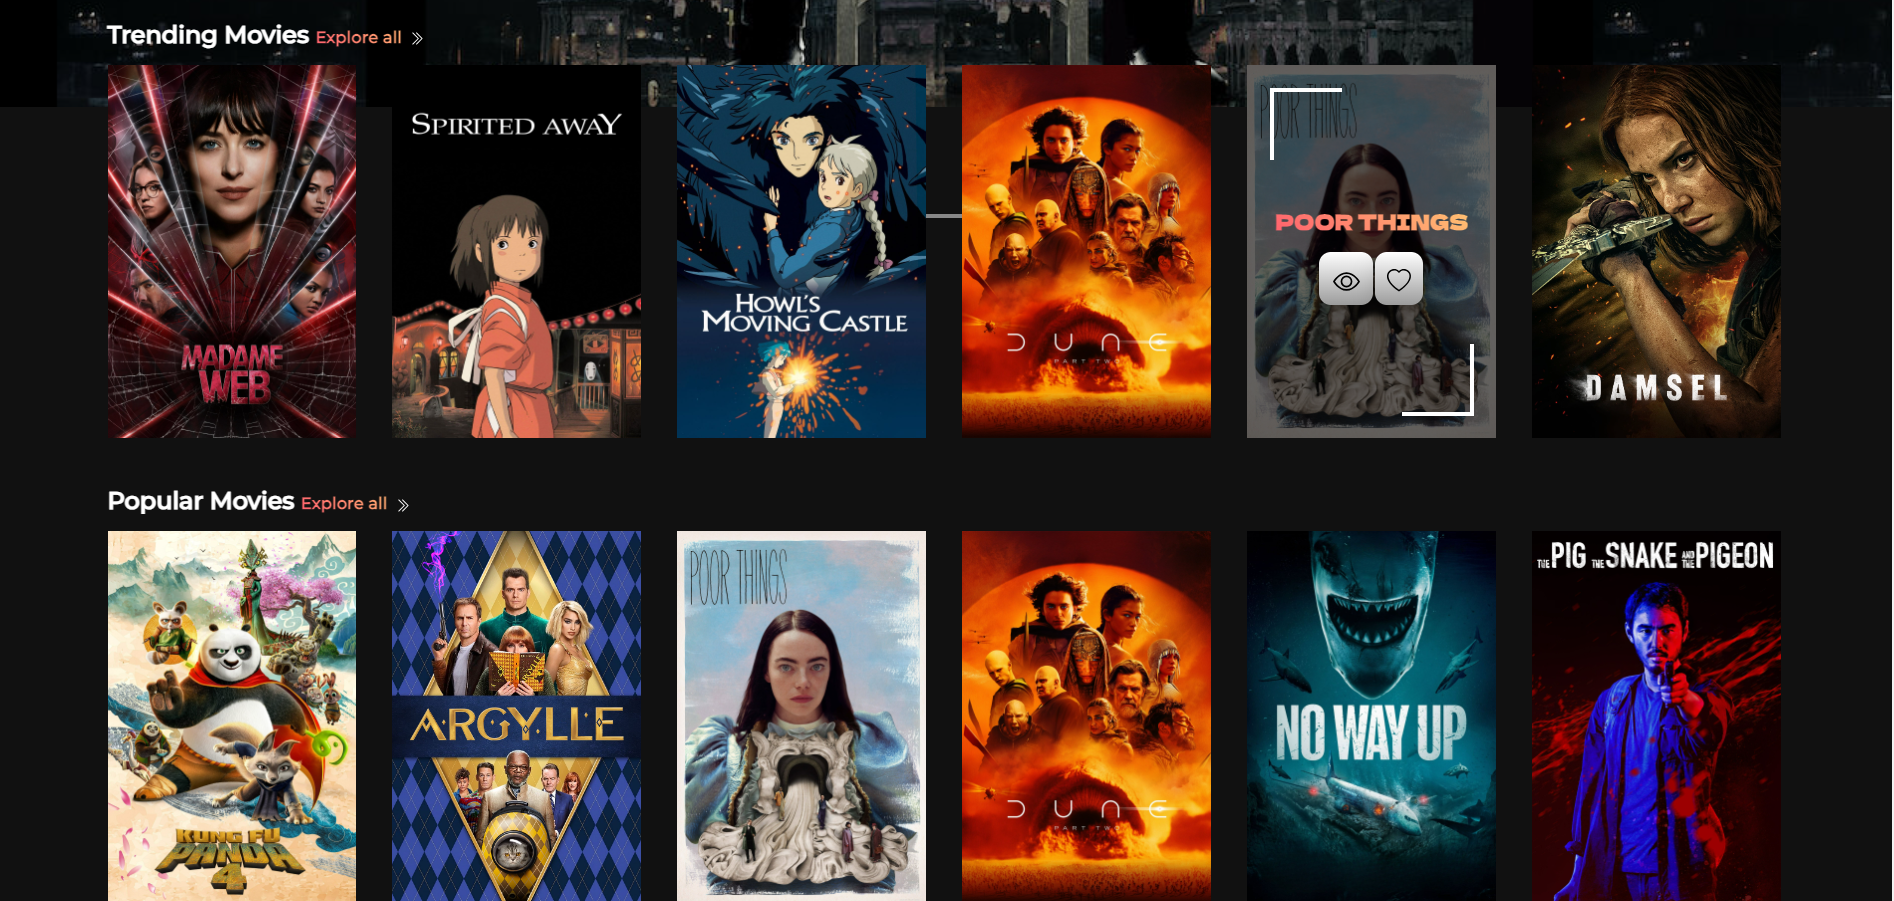 Trending Movies Explore all
MADAME
WEB
SPIRITED AWAY
HOWL'S
MOVING CASTLE
DUNE
PART TWO
POOR THINGS
POOR THINGS
DAMSEL
Popular Movies Explore all
KUNG FU
PANDA
4
ARGYLLE
POOR THINGS
DUNE
PART TWO
NO WAY UP
THE PIG THE SNAKE AND THE PIGEON